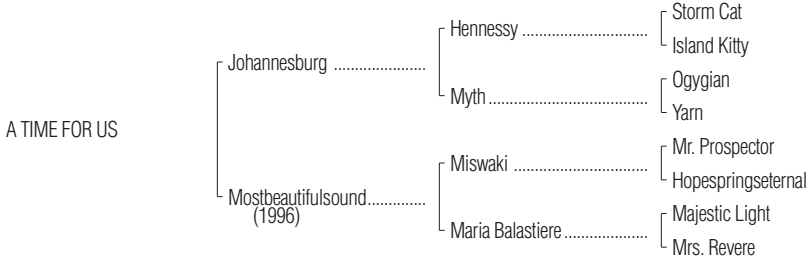 Storm Cat
Hennessy ..............................
Island Kitty
Johannesburg ......................
Ogygian
Myth......................................
Yarn
A TIME FOR US
Mr. Prospector
Miswaki ................................
Hopespringseternal
Mostbeautifulsound..............
(1996)
Majestic Light
Maria Balastiere....................
Mrs. Revere